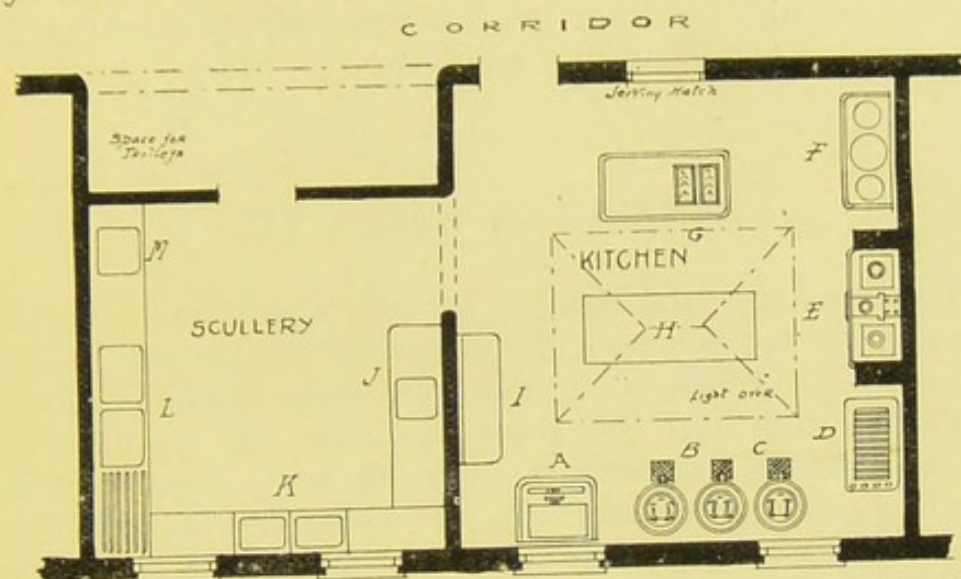 CORRIDOR
Serving Hatch
Space for
Trolleys
F
M
G
KITCHEN
SCULLERY
E
H
J
I
Light over
L
D
A
B
C
K